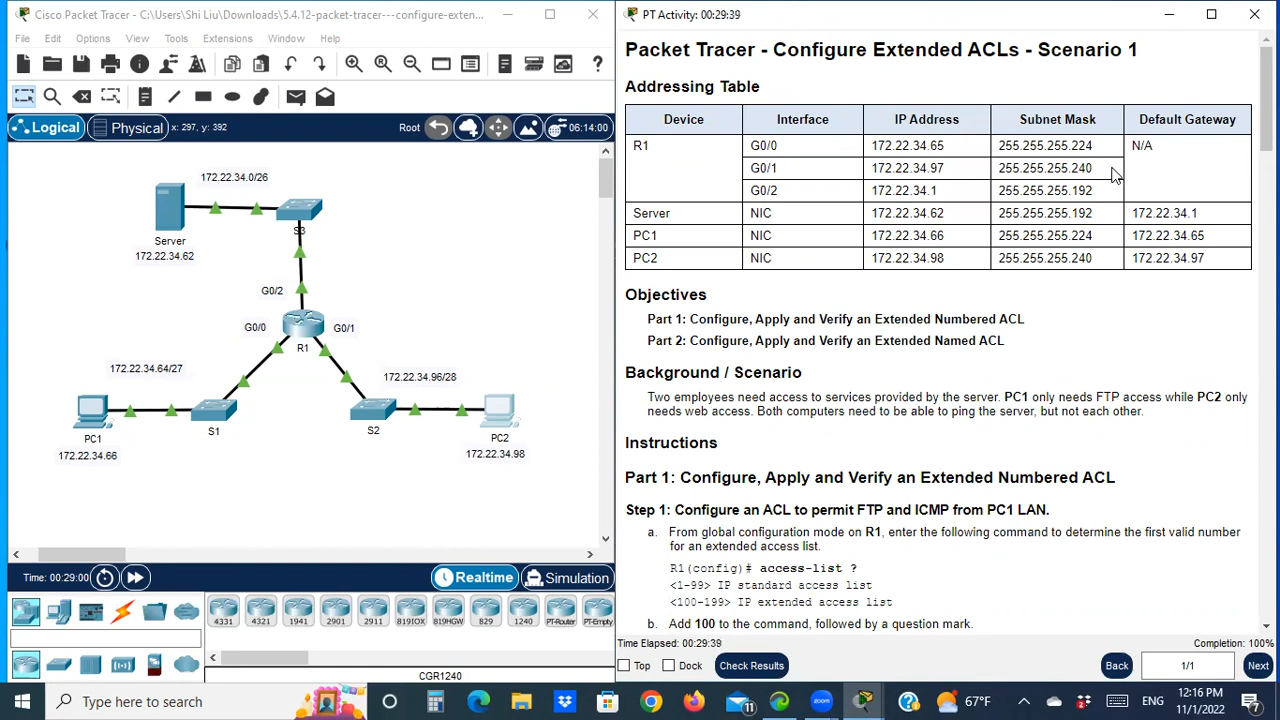 Cisco Packet Tracer - C:\Users\Shi Liu\Downloads\5.4.12-packet-tracer---configure-exten...
File Edit Options View Tools Extensions Window Help
Logical Physical x: 297, y: 392 Root 06:14:00
172.22.34.0/26
Server
172.22.34.62
S3
G0/2
G0/0 G0/1
R1
172.22.34.64/27
172.22.34.96/28
PC1
172.22.34.66
S1
S2
PC2
172.22.34.98
Time: 00:29:00 Realtime Simulation
4331 4321 1941 2901 2911 819IOX 819HGW 829 1240 PT-Router PT-Empty
CGR1240
PT Activity: 00:29:39
Packet Tracer - Configure Extended ACLs - Scenario 1
Addressing Table
Device Interface IP Address Subnet Mask Default Gateway
R1 G0/0 172.22.34.65 255.255.255.224 N/A
G0/1 172.22.34.97 255.255.255.240
G0/2 172.22.34.1 255.255.255.192
Server NIC 172.22.34.62 255.255.255.192 172.22.34.1
PC1 NIC 172.22.34.66 255.255.255.224 172.22.34.65
PC2 NIC 172.22.34.98 255.255.255.240 172.22.34.97
Objectives
Part 1: Configure, Apply and Verify an Extended Numbered ACL
Part 2: Configure, Apply and Verify an Extended Named ACL
Background / Scenario
Two employees need access to services provided by the server. PC1 only needs FTP access while PC2 only
needs web access. Both computers need to be able to ping the server, but not each other.
Instructions
Part 1: Configure, Apply and Verify an Extended Numbered ACL
Step 1: Configure an ACL to permit FTP and ICMP from PC1 LAN.
a. From global configuration mode on R1, enter the following command to determine the first valid number
for an extended access list.
R1(config)# access-list ?
<1-99> IP standard access list
<100-199> IP extended access list
b. Add 100 to the command, followed by a question mark.
Time Elapsed: 00:29:39 Completion: 100%
Top Dock Check Results Back 1/1 Next
Type here to search
11
zoom
67°F
ENG
12:16 PM
11/1/2022
7